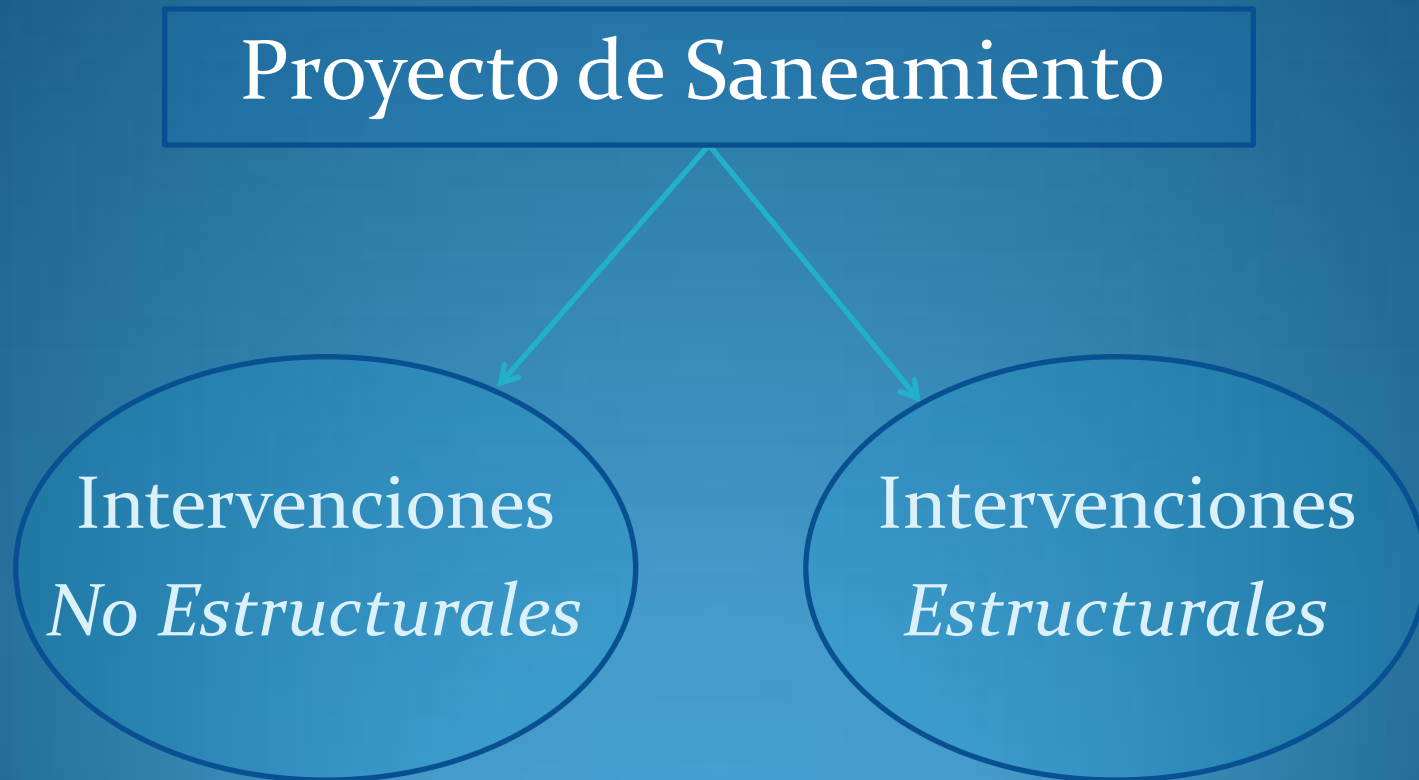 Proyecto de Saneamiento
Intervenciones
No Estructurales
Intervenciones
Estructurales